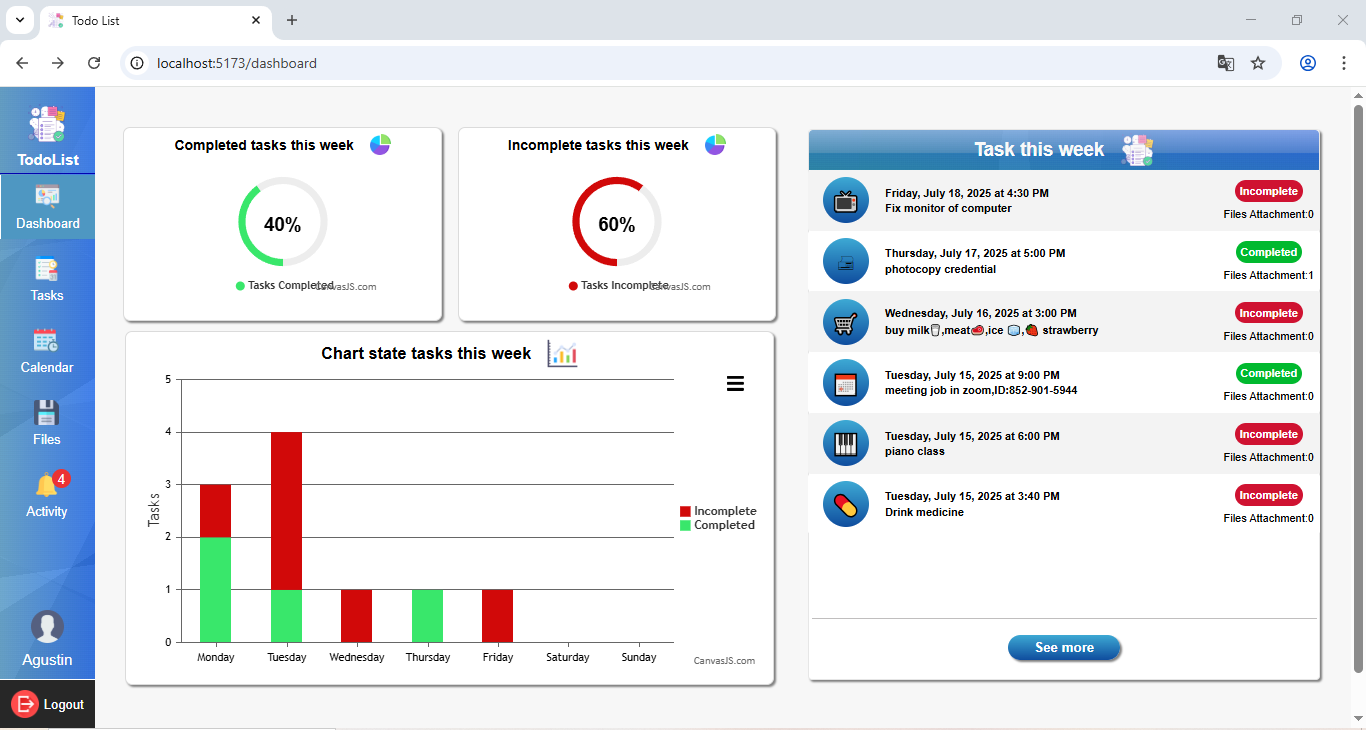 Todo List
localhost:5173/dashboard
TodoList
Dashboard
Tasks
Calendar
Files
4
Activity
Agustin
Logout
Completed tasks this week
40%
Tasks Completed
CanvasJS.com
Incomplete tasks this week
60%
Tasks Incomplete
CanvasJS.com
Chart state tasks this week
5
4
3
2
1
0
Tasks
Monday
Tuesday
Wednesday
Thursday
Friday
Saturday
Sunday
Incomplete
Completed
CanvasJS.com
Task this week
Friday, July 18, 2025 at 4:30 PM
Fix monitor of computer
Incomplete
Files Attachment:0
Thursday, July 17, 2025 at 5:00 PM
photocopy credential
Completed
Files Attachment:1
Wednesday, July 16, 2025 at 3:00 PM
buy milk🥛,meat🥩,ice 🧊,🍓 strawberry
Incomplete
Files Attachment:0
Tuesday, July 15, 2025 at 9:00 PM
meeting job in zoom,ID:852-901-5944
Completed
Files Attachment:0
Tuesday, July 15, 2025 at 6:00 PM
piano class
Incomplete
Files Attachment:0
Tuesday, July 15, 2025 at 3:40 PM
Drink medicine
Incomplete
Files Attachment:0
See more